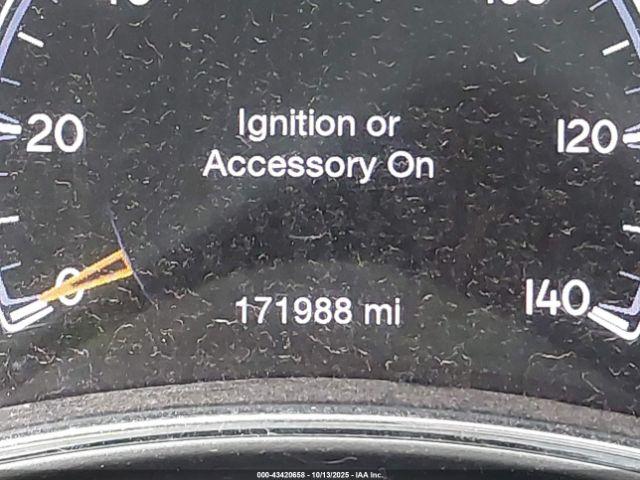 20
Ignition or
Accessory On
120
0
171988 mi
140
000-43420658 - 10/13/2025 - IAA Inc.